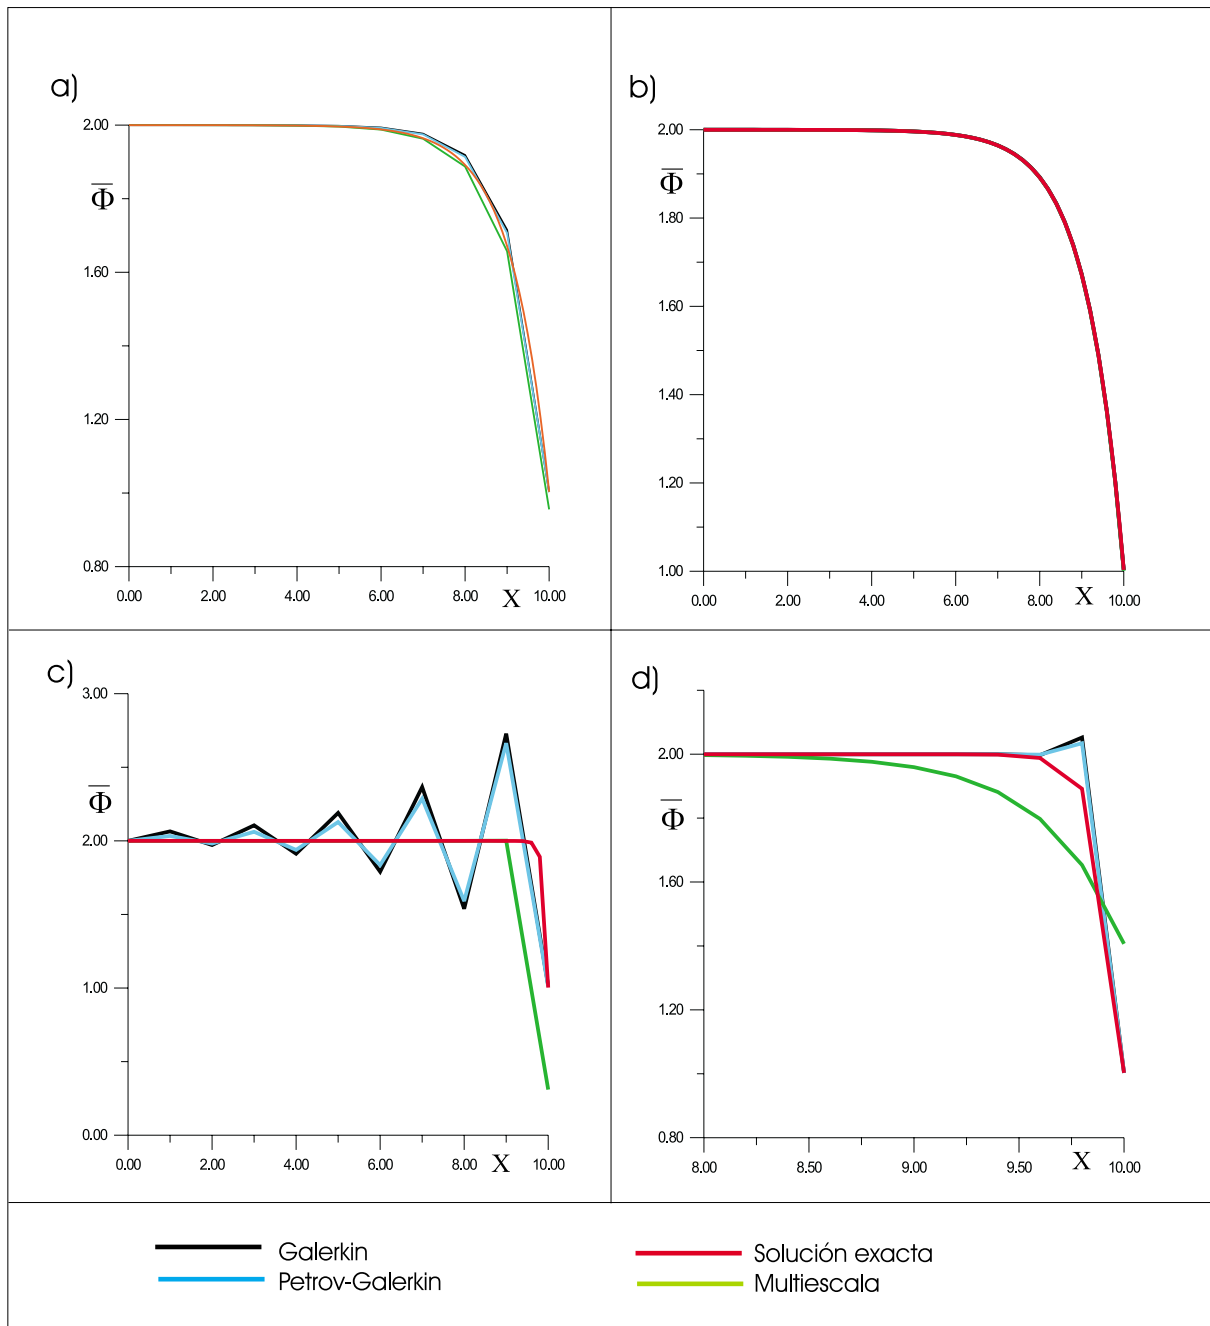 a)
2.00
Φ̅
1.60
1.20
0.80
0.00 2.00 4.00 6.00 8.00 X 10.00
b)
2.00
Φ̅
1.80
1.60
1.40
1.20
1.00
0.00 2.00 4.00 6.00 8.00 X 10.00
c)
3.00
Φ̅
2.00
1.00
0.00
0.00 2.00 4.00 6.00 8.00 X 10.00
d)
2.00
Φ̅
1.60
1.20
0.80
8.00 8.50 9.00 9.50 X 10.00
Galerkin
Petrov-Galerkin
Solución exacta
Multiescala